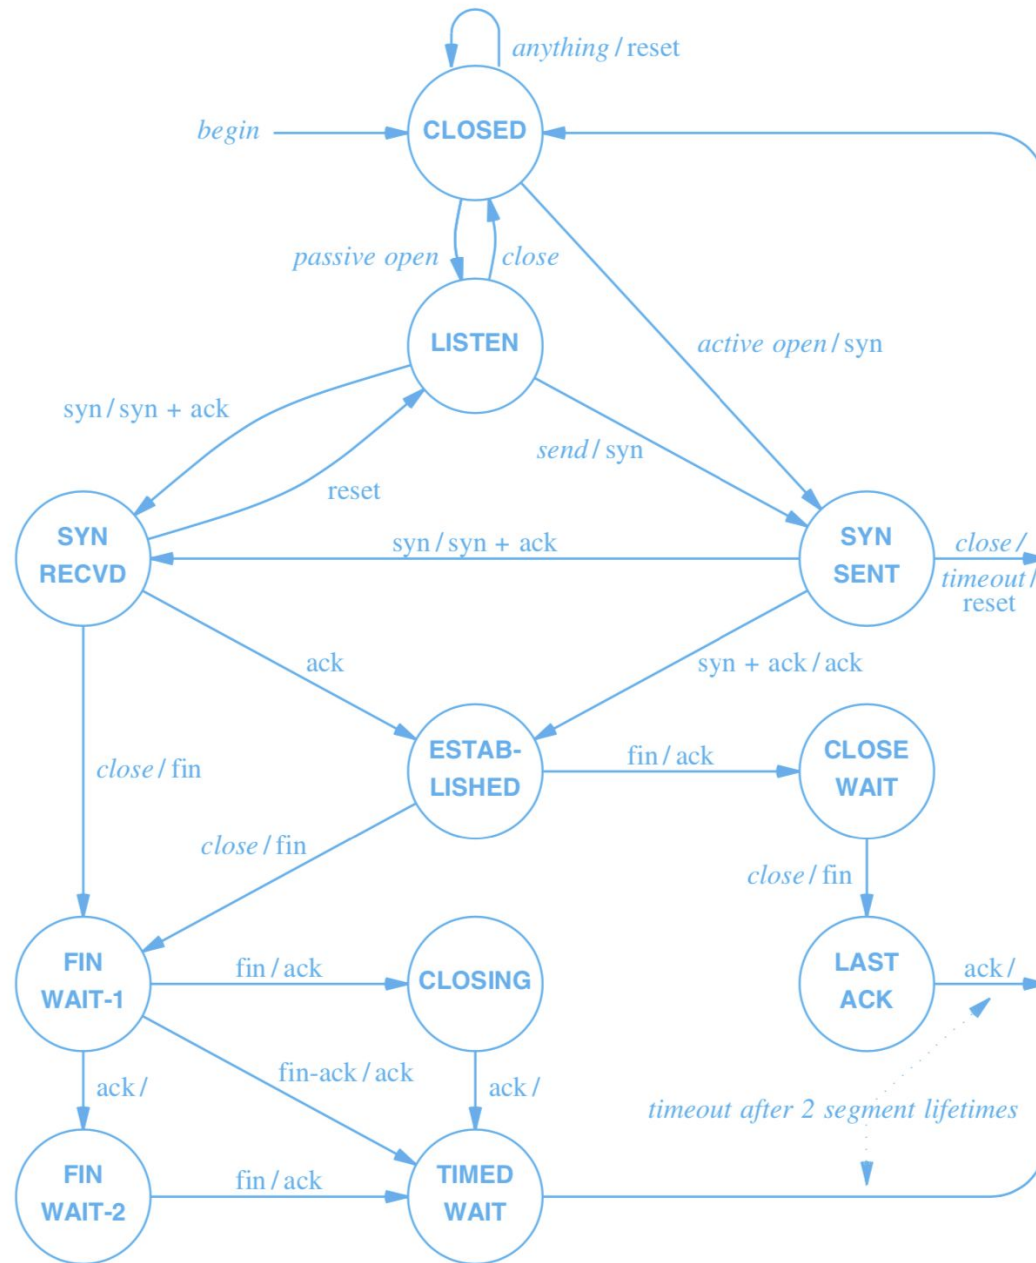 anything / reset
begin
CLOSED
passive open
close
LISTEN
active open / syn
syn / syn + ack
send / syn
reset
SYN
RECVD
syn / syn + ack
SYN
SENT
close /
timeout /
reset
ack
syn + ack / ack
close / fin
ESTAB-
LISHED
fin / ack
CLOSE
WAIT
close / fin
close / fin
FIN
WAIT-1
fin / ack
CLOSING
LAST
ACK
ack /
ack /
fin-ack / ack
ack /
timeout after 2 segment lifetimes
FIN
WAIT-2
fin / ack
TIMED
WAIT